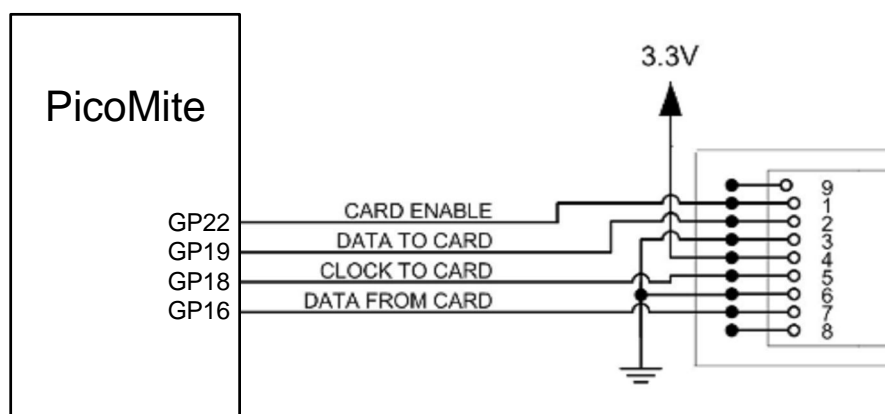 3.3V
PicoMite
GP22 CARD ENABLE
GP19 DATA TO CARD
GP18 CLOCK TO CARD
GP16 DATA FROM CARD
9
1
2
3
4
5
6
7
8